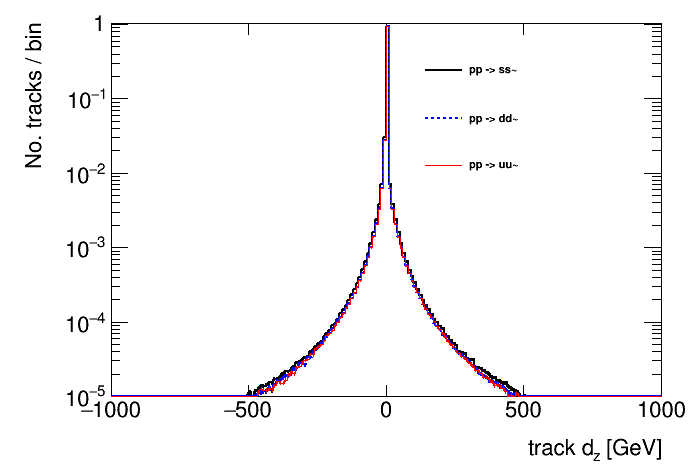 No. tracks / bin
1
10⁻¹
10⁻²
10⁻³
10⁻⁴
10⁻⁵
pp -> ss~
pp -> dd~
pp -> uu~
−1000 −500 0 500 1000
track d_z [GeV]